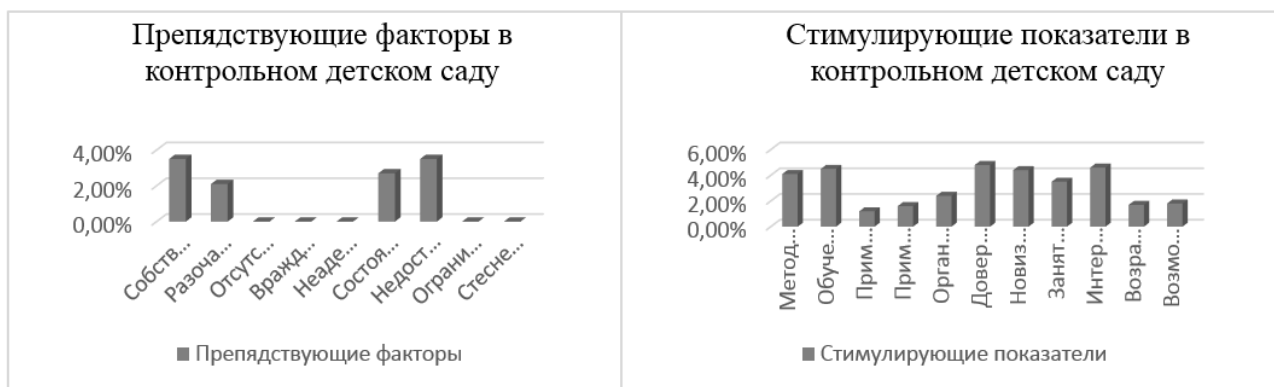 Препядствующие факторы в
контрольном детском саду
4,00%
2,00%
0,00%
Собств...
Разоча...
Отсутс...
Вражд...
Неаде...
Состоя...
Недост...
Ограни...
Стесне...
Препядствующие факторы
Стимулирующие показатели в
контрольном детском саду
6,00%
4,00%
2,00%
0,00%
Метод...
Обуче...
Прим...
Прим...
Орган...
Довер...
Новиз...
Занят...
Интер...
Возра...
Возмо...
Стимулирующие показатели